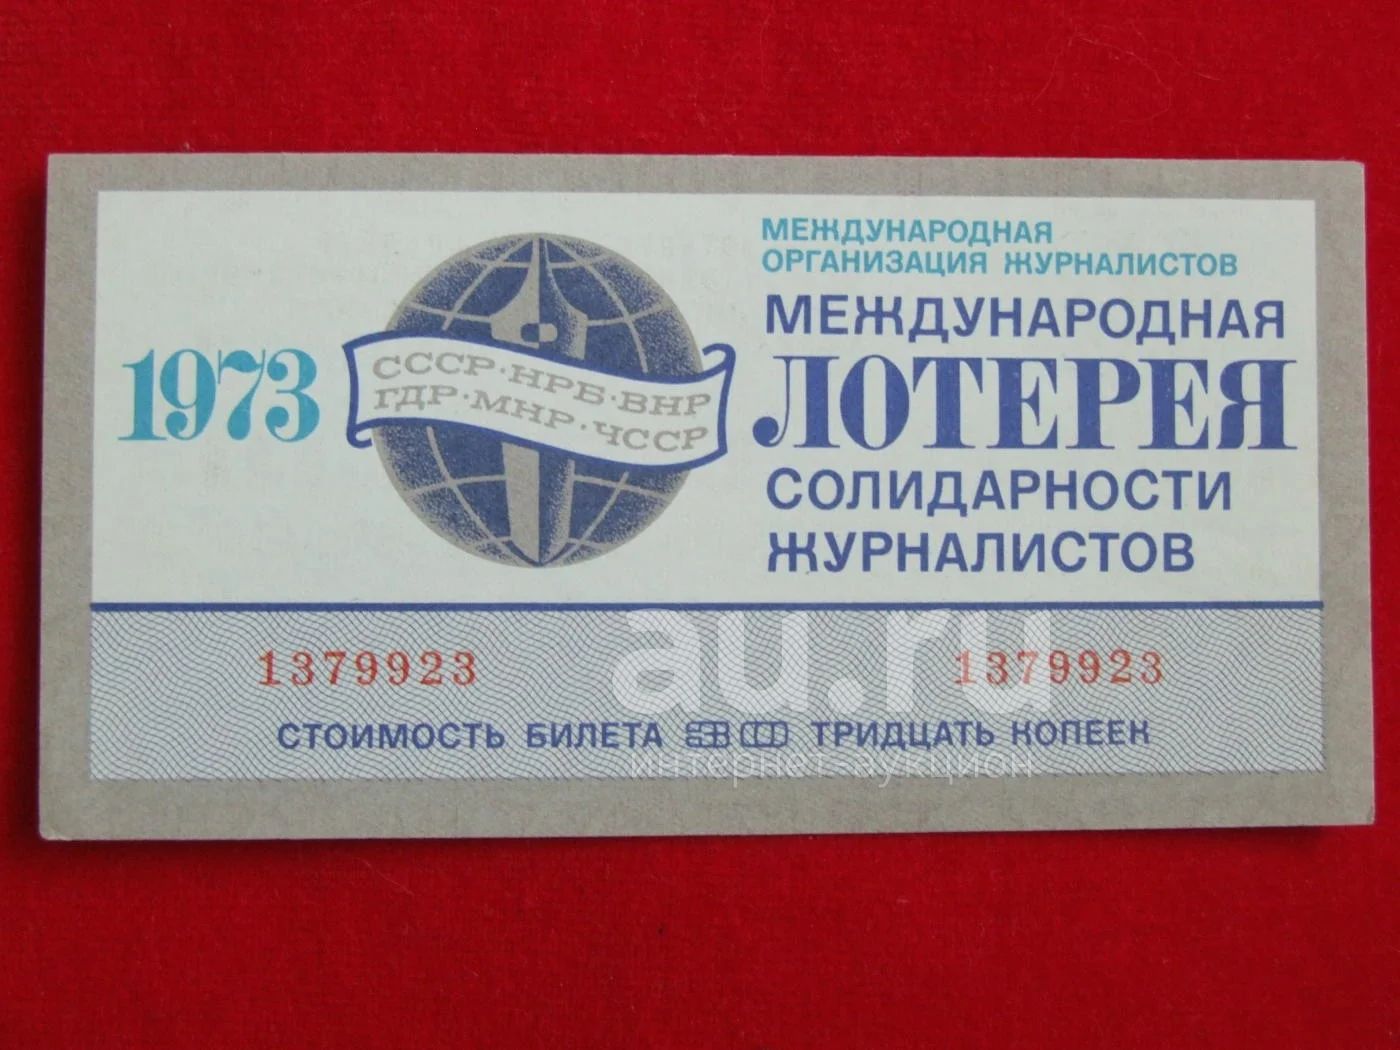 МЕЖДУНАРОДНАЯ
ОРГАНИЗАЦИЯ ЖУРНАЛИСТОВ
МЕЖДУНАРОДНАЯ
ЛОТЕРЕЯ
СОЛИДАРНОСТИ
ЖУРНАЛИСТОВ
1973
СССР·НРБ·ВНР
ГДР·МНР·ЧССР
1379923 1379923
СТОИМОСТЬ БИЛЕТА 30 ТРИДЦАТЬ КОПЕЕК
au.ru
интернет-аукцион